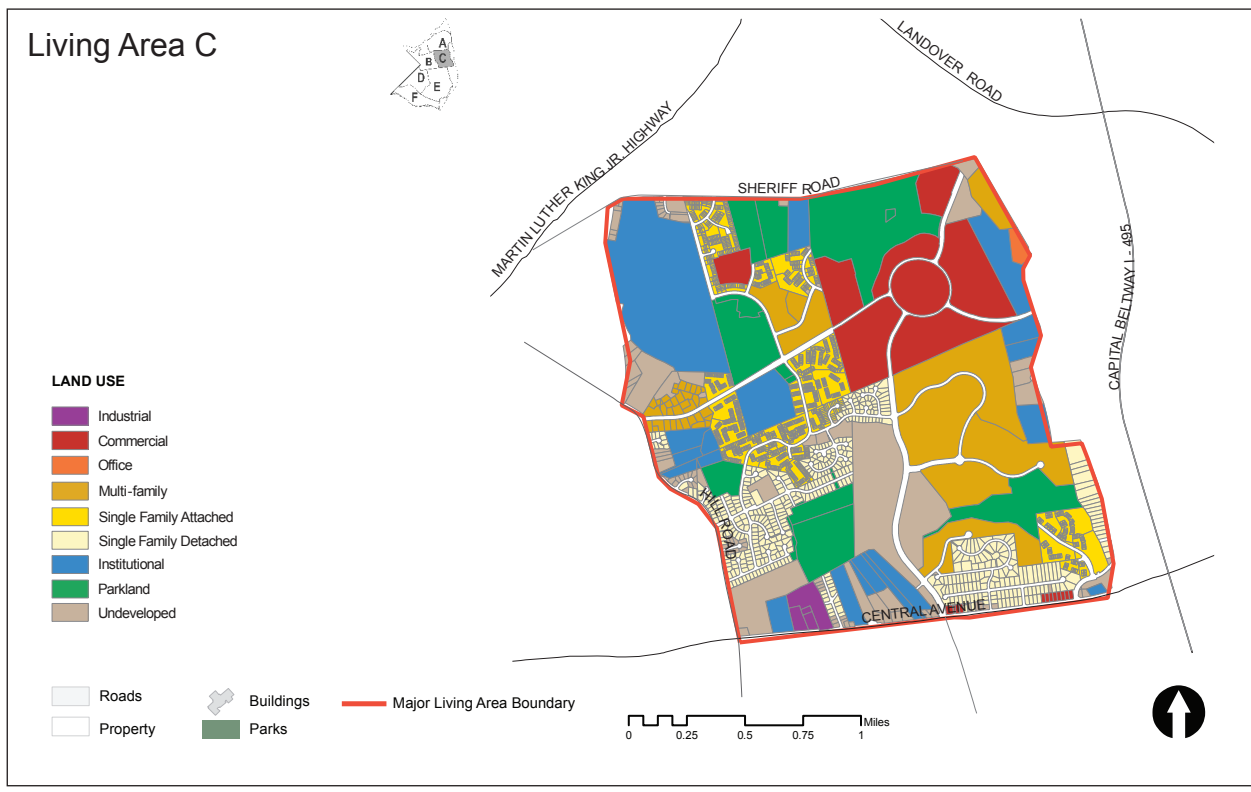 Living Area C
A
B
C
D
E
F
LANDOVER ROAD
MARTIN LUTHER KING JR. HIGHWAY
SHERIFF ROAD
CAPITAL BELTWAY I - 495
HILL ROAD
CENTRAL AVENUE
LAND USE
Industrial
Commercial
Office
Multi-family
Single Family Attached
Single Family Detached
Institutional
Parkland
Undeveloped
Roads
Buildings
Major Living Area Boundary
Property
Parks
Miles
0 0.25 0.5 0.75 1